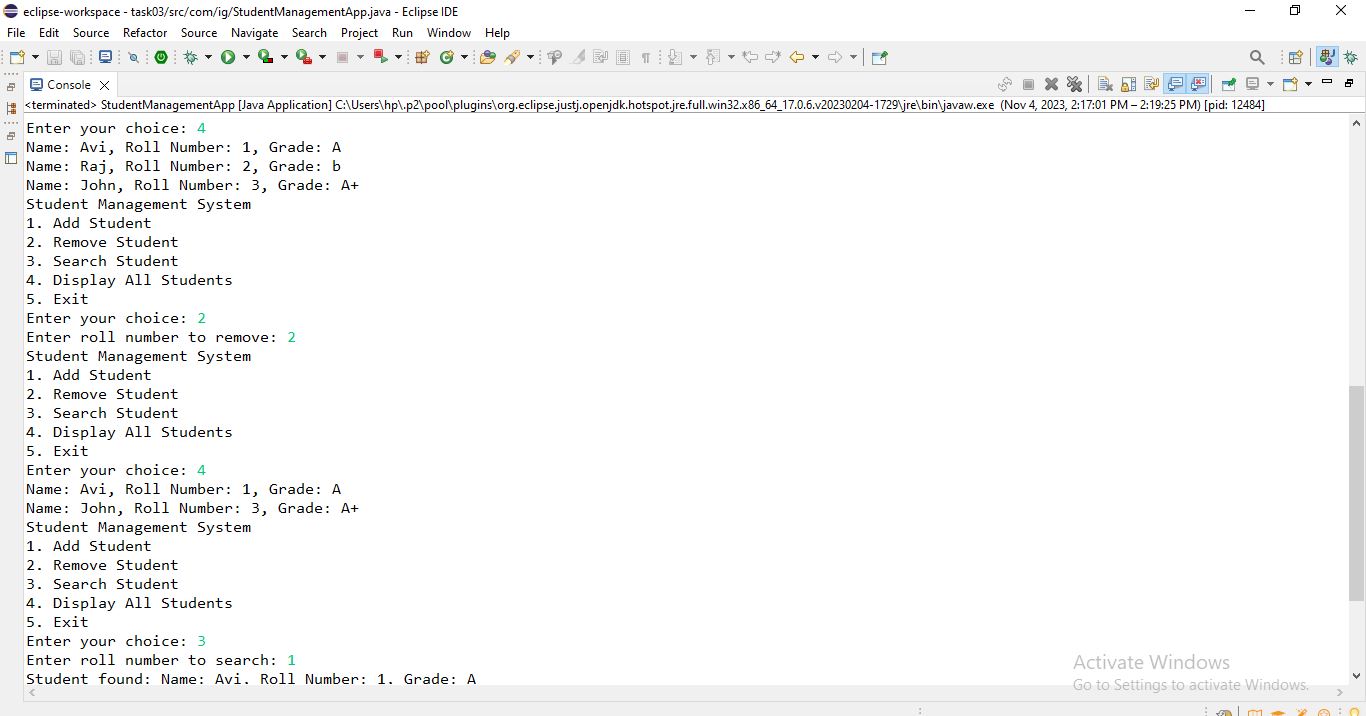 eclipse-workspace - task03/src/com/ig/StudentManagementApp.java - Eclipse IDE
File Edit Source Refactor Source Navigate Search Project Run Window Help
Console
<terminated> StudentManagementApp [Java Application] C:\Users\hp\.p2\pool\plugins\org.eclipse.justj.openjdk.hotspot.jre.full.win32.x86_64_17.0.6.v20230204-1729\jre\bin\javaw.exe (Nov 4, 2023, 2:17:01 PM – 2:19:25 PM) [pid: 12484]
Enter your choice: 4
Name: Avi, Roll Number: 1, Grade: A
Name: Raj, Roll Number: 2, Grade: b
Name: John, Roll Number: 3, Grade: A+
Student Management System
1. Add Student
2. Remove Student
3. Search Student
4. Display All Students
5. Exit
Enter your choice: 2
Enter roll number to remove: 2
Student Management System
1. Add Student
2. Remove Student
3. Search Student
4. Display All Students
5. Exit
Enter your choice: 4
Name: Avi, Roll Number: 1, Grade: A
Name: John, Roll Number: 3, Grade: A+
Student Management System
1. Add Student
2. Remove Student
3. Search Student
4. Display All Students
5. Exit
Enter your choice: 3
Enter roll number to search: 1
Student found: Name: Avi, Roll Number: 1, Grade: A
Activate Windows
Go to Settings to activate Windows.